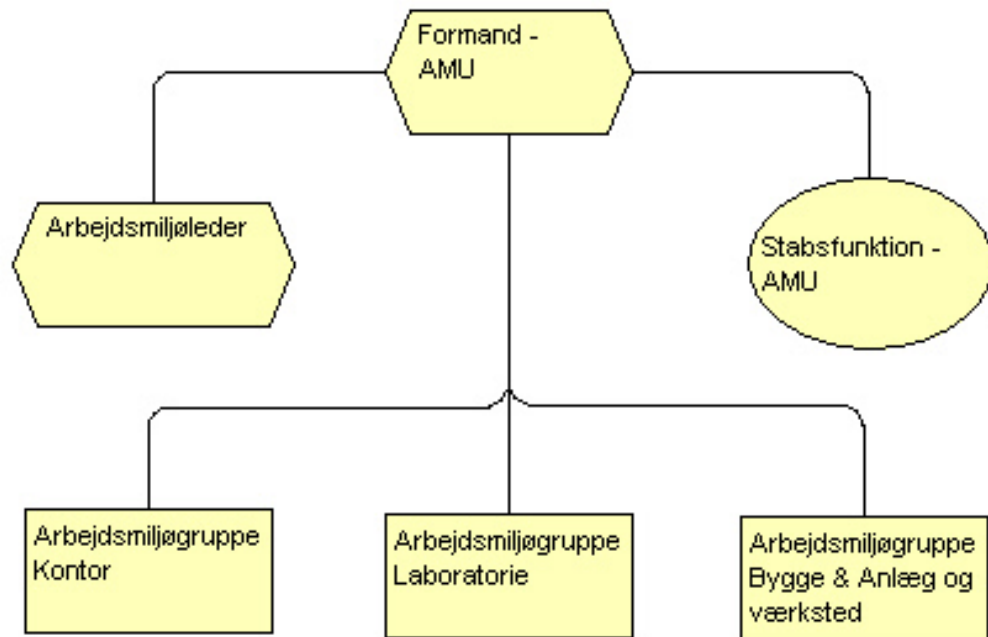 Formand -
AMU
Arbejdsmiljøleder
Stabsfunktion -
AMU
Arbejdsmiljøgruppe
Kontor
Arbejdsmiljøgruppe
Laboratorie
Arbejdsmiljøgruppe
Bygge & Anlæg og
værksted